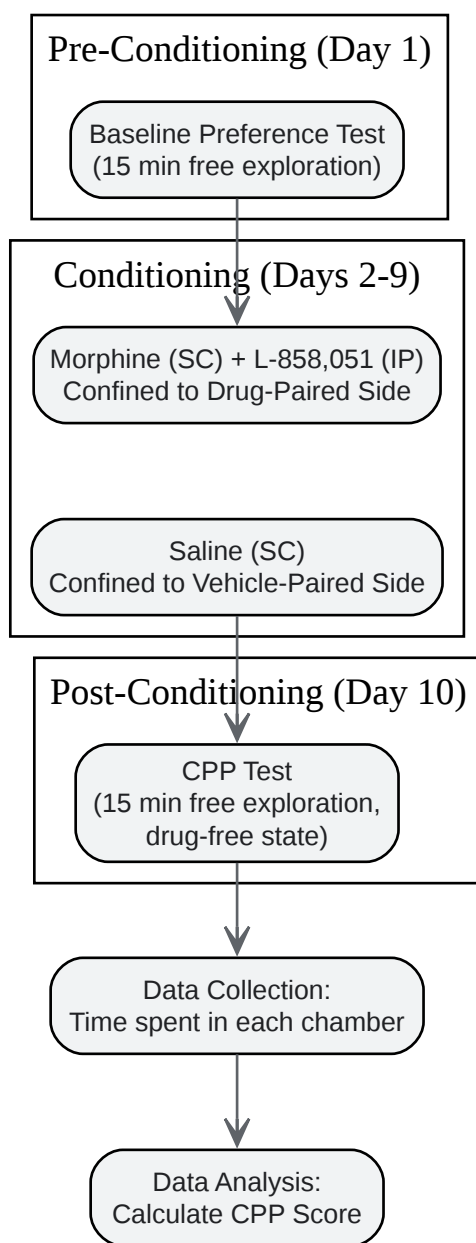 Pre-Conditioning (Day 1)
Baseline Preference Test
(15 min free exploration)
Conditioning (Days 2-9)
Morphine (SC) + L-858,051 (IP)
Confined to Drug-Paired Side
Saline (SC)
Confined to Vehicle-Paired Side
Post-Conditioning (Day 10)
CPP Test
(15 min free exploration,
drug-free state)
Data Collection:
Time spent in each chamber
Data Analysis:
Calculate CPP Score